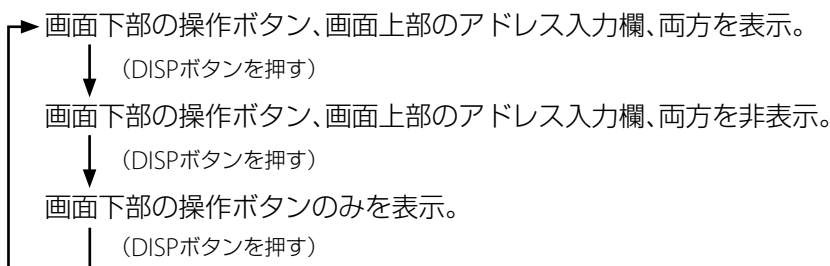 画面下部の操作ボタン、画面上部のアドレス入力欄、両方を表示。
（DISPボタンを押す）
画面下部の操作ボタン、画面上部のアドレス入力欄、両方を非表示。
（DISPボタンを押す）
画面下部の操作ボタンのみを表示。
（DISPボタンを押す）